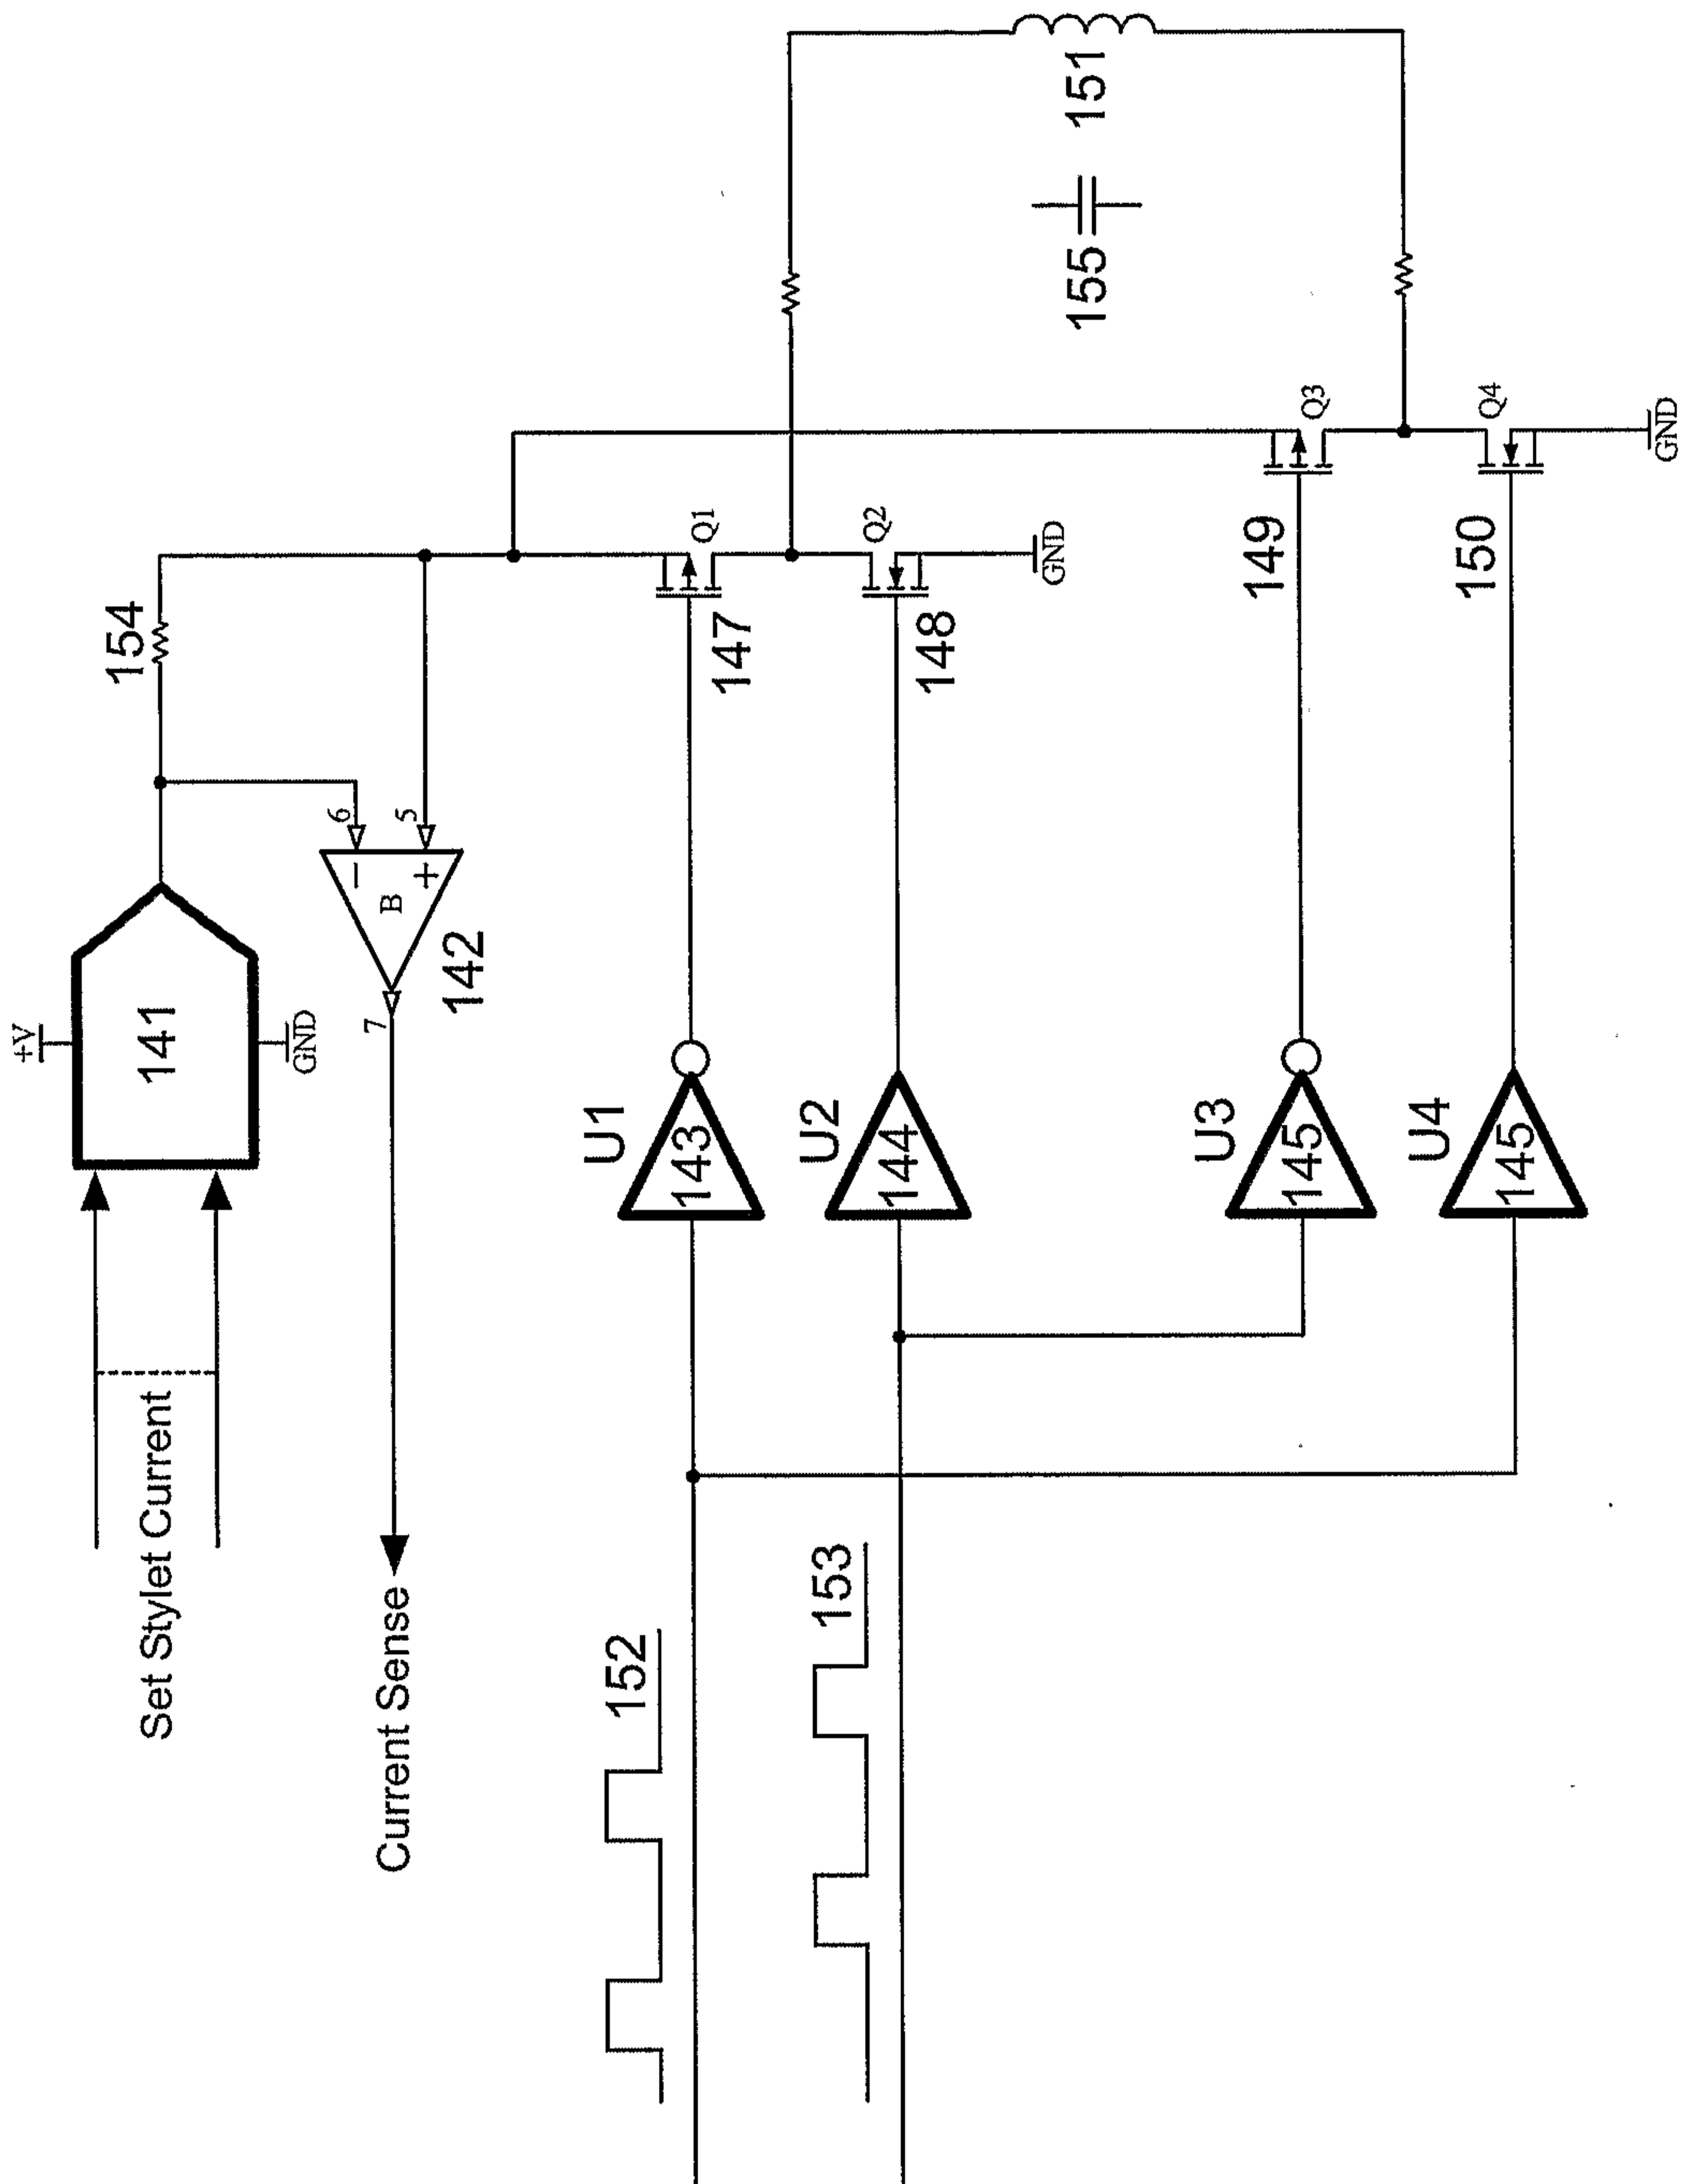 +V
141
GND
Set Stylet Current
154
6
5
−
+
B
7
142
Current Sense
U1
143
147
Q1
U2
144
148
Q2
GND
152
153
151
155
U3
145
149
Q3
U4
145
150
Q4
GND